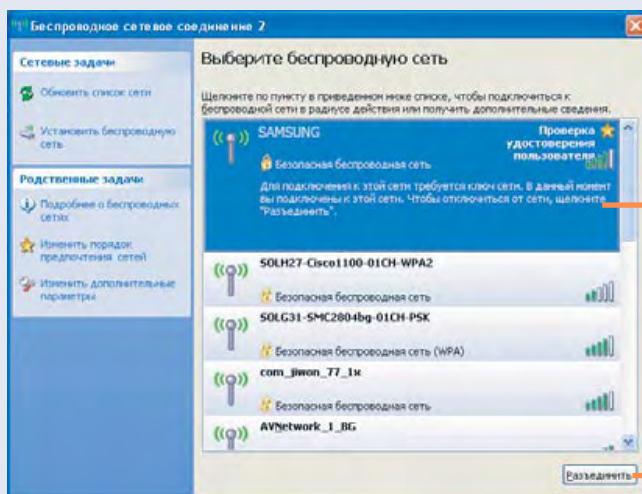 Беспроводное сетевое соединение 2
Сетевые задачи
Обновить список сети
Установить беспроводную
сеть
Родственные задачи
Подробнее о беспроводных
сетях
Изменить порядок
предпочтения сетей
Изменить дополнительные
параметры
Выберите беспроводную сеть
Щелкните по пункту в приведенном ниже списке, чтобы подключиться к
беспроводной сети в радиусе действия или получить дополнительные сведения.
SAMSUNG
Проверка
удостоверения
пользователя
Безопасная беспроводная сеть
Для подключения к этой сети требуется ключ сети. В данный момент
вы подключены к этой сети. Чтобы отключиться от сети, щелкните
"Разъединить".
SOLH27-Cisco1100-01CH-WPA2
Безопасная беспроводная сеть
SOLG31-SMC2804bg-01CH-PSK
Безопасная беспроводная сеть (WPA)
com_jiwon_77_1x
Безопасная беспроводная сеть
AVNetwork_1_BG
Разъединить